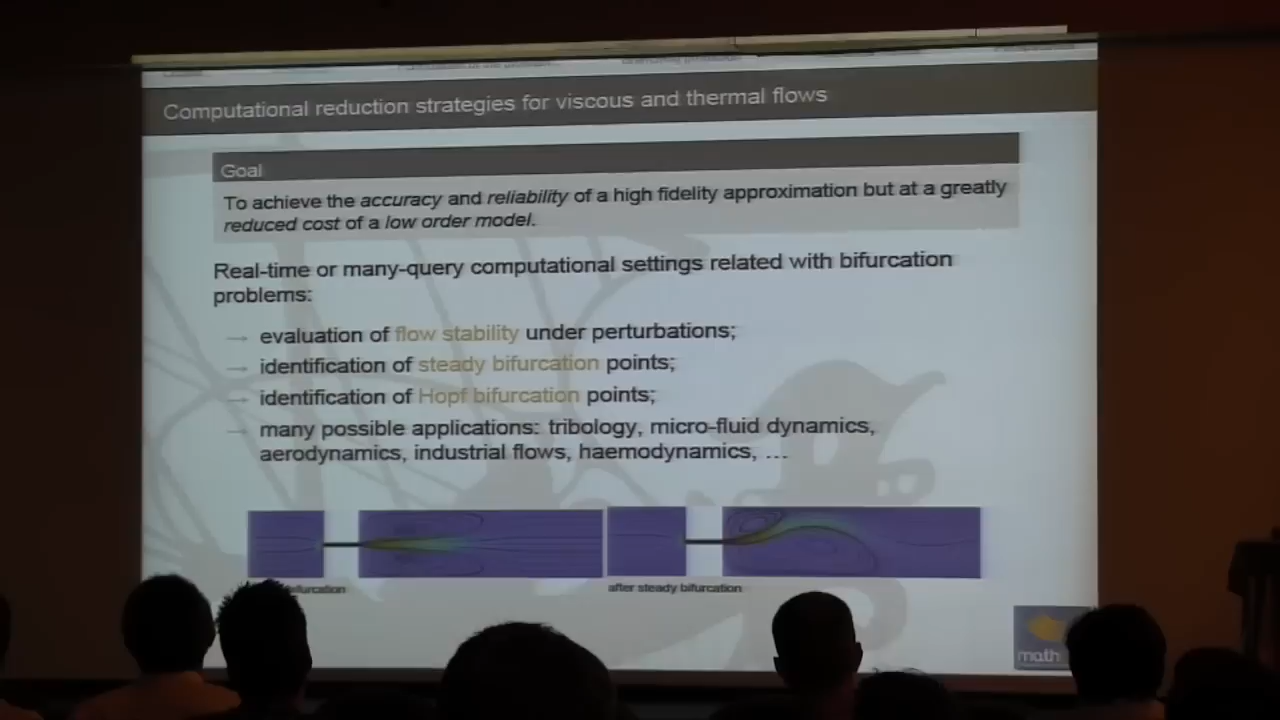 Computational reduction strategies for viscous and thermal flows
Goal
To achieve the accuracy and reliability of a high fidelity approximation but at a greatly
reduced cost of a low order model.
Real-time or many-query computational settings related with bifurcation
problems:
→ evaluation of flow stability under perturbations;
→ identification of steady bifurcation points;
→ identification of Hopf bifurcation points;
→ many possible applications: tribology, micro-fluid dynamics,
aerodynamics, industrial flows, haemodynamics, ...
after steady bifurcation
math